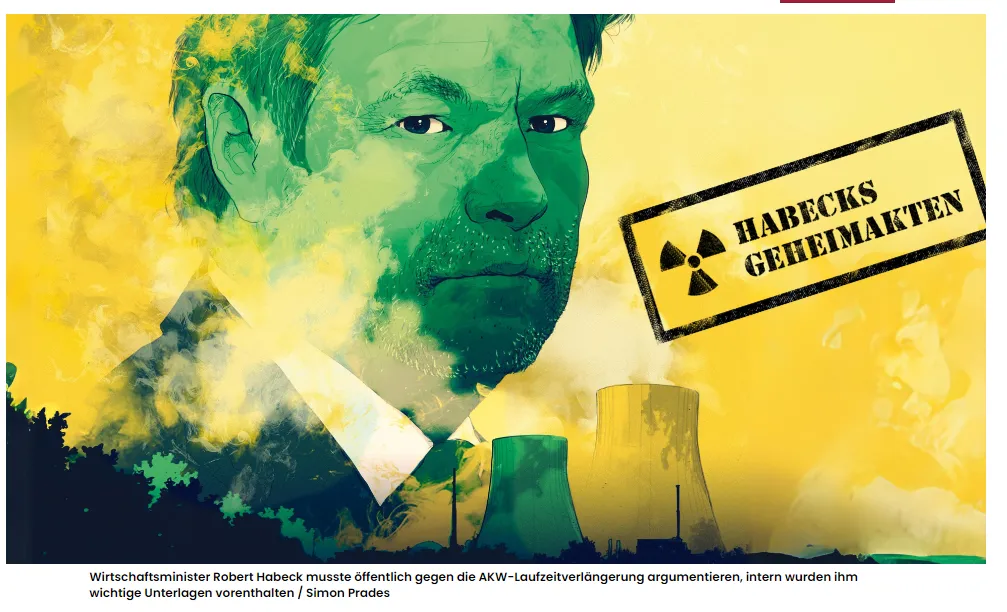 HABECKS
GEHEIMAKTEN
Wirtschaftsminister Robert Habeck musste öffentlich gegen die AKW-Laufzeitverlängerung argumentieren, intern wurden ihm
wichtige Unterlagen vorenthalten / Simon Prades